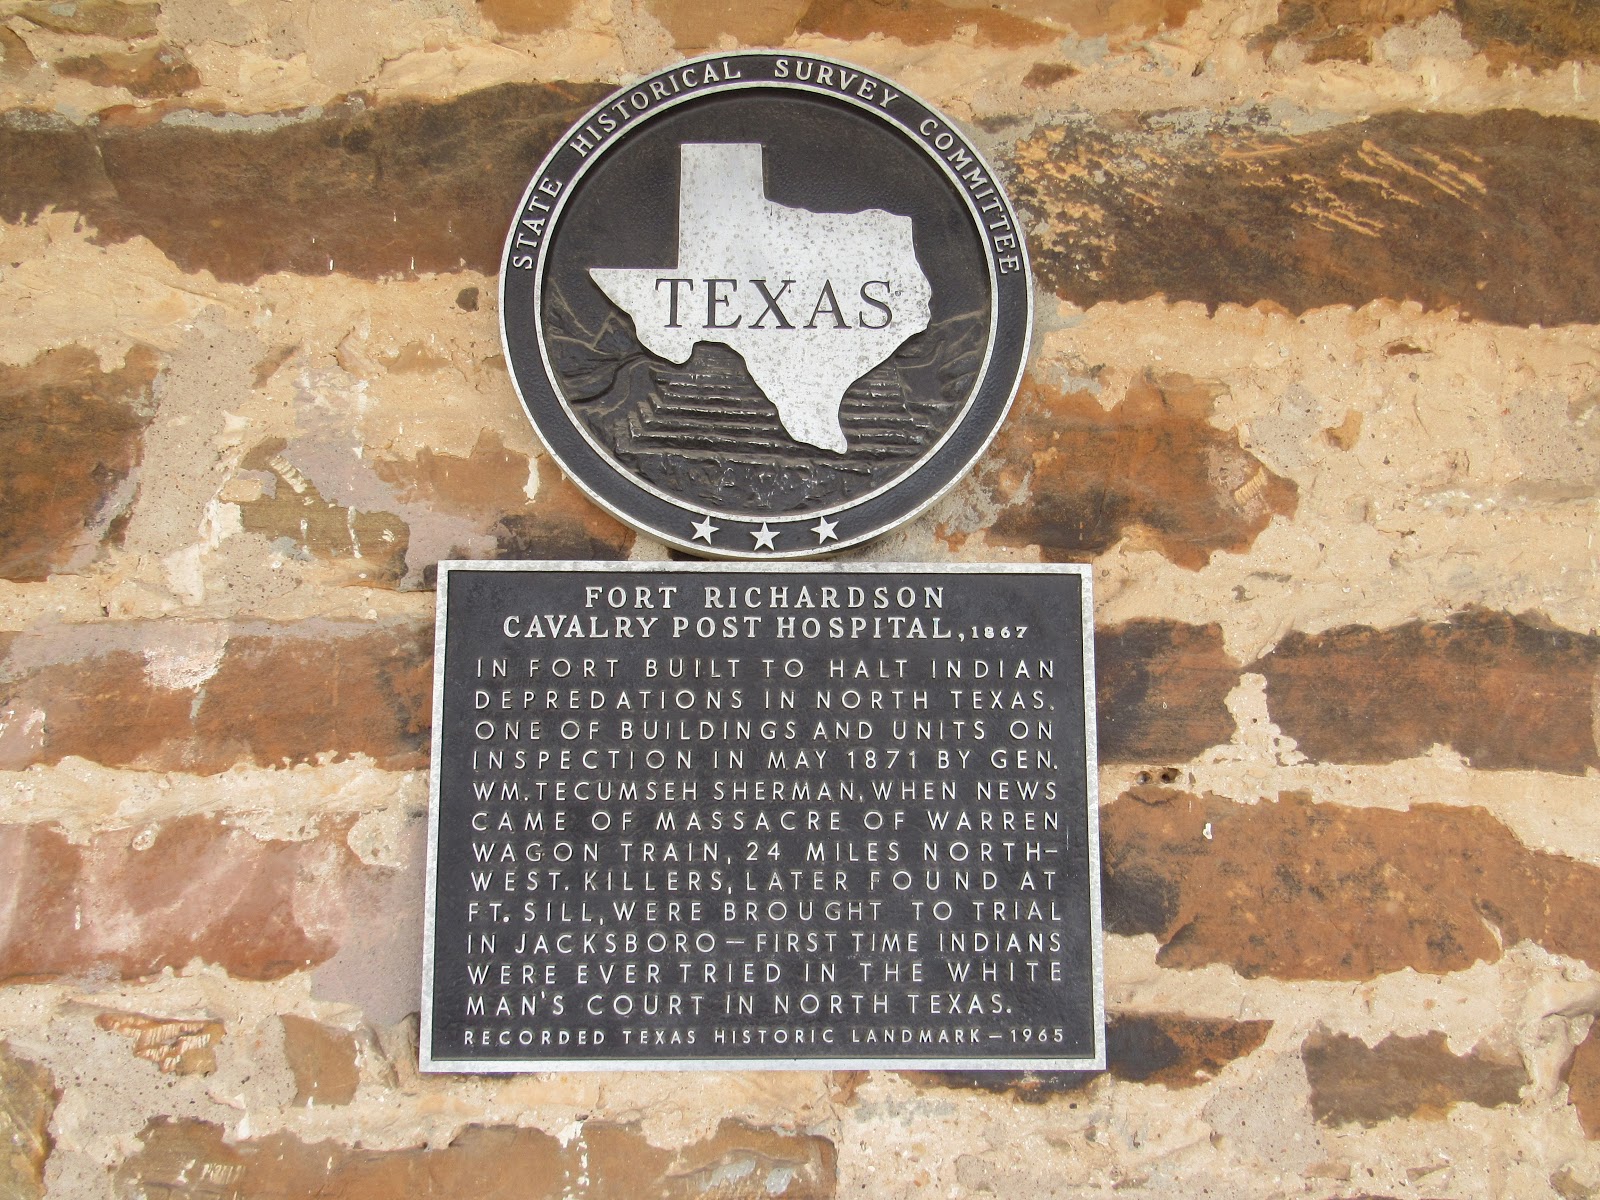 STATE HISTORICAL SURVEY COMMITTEE
TEXAS
FORT RICHARDSON
CAVALRY POST HOSPITAL, 1867
IN FORT BUILT TO HALT INDIAN
DEPREDATIONS IN NORTH TEXAS.
ONE OF BUILDINGS AND UNITS ON
INSPECTION IN MAY 1871 BY GEN.
WM. TECUMSEH SHERMAN, WHEN NEWS
CAME OF MASSACRE OF WARREN
WAGON TRAIN, 24 MILES NORTH-
WEST. KILLERS, LATER FOUND AT
FT. SILL, WERE BROUGHT TO TRIAL
IN JACKSBORO — FIRST TIME INDIANS
WERE EVER TRIED IN THE WHITE
MAN'S COURT IN NORTH TEXAS.
RECORDED TEXAS HISTORIC LANDMARK — 1965